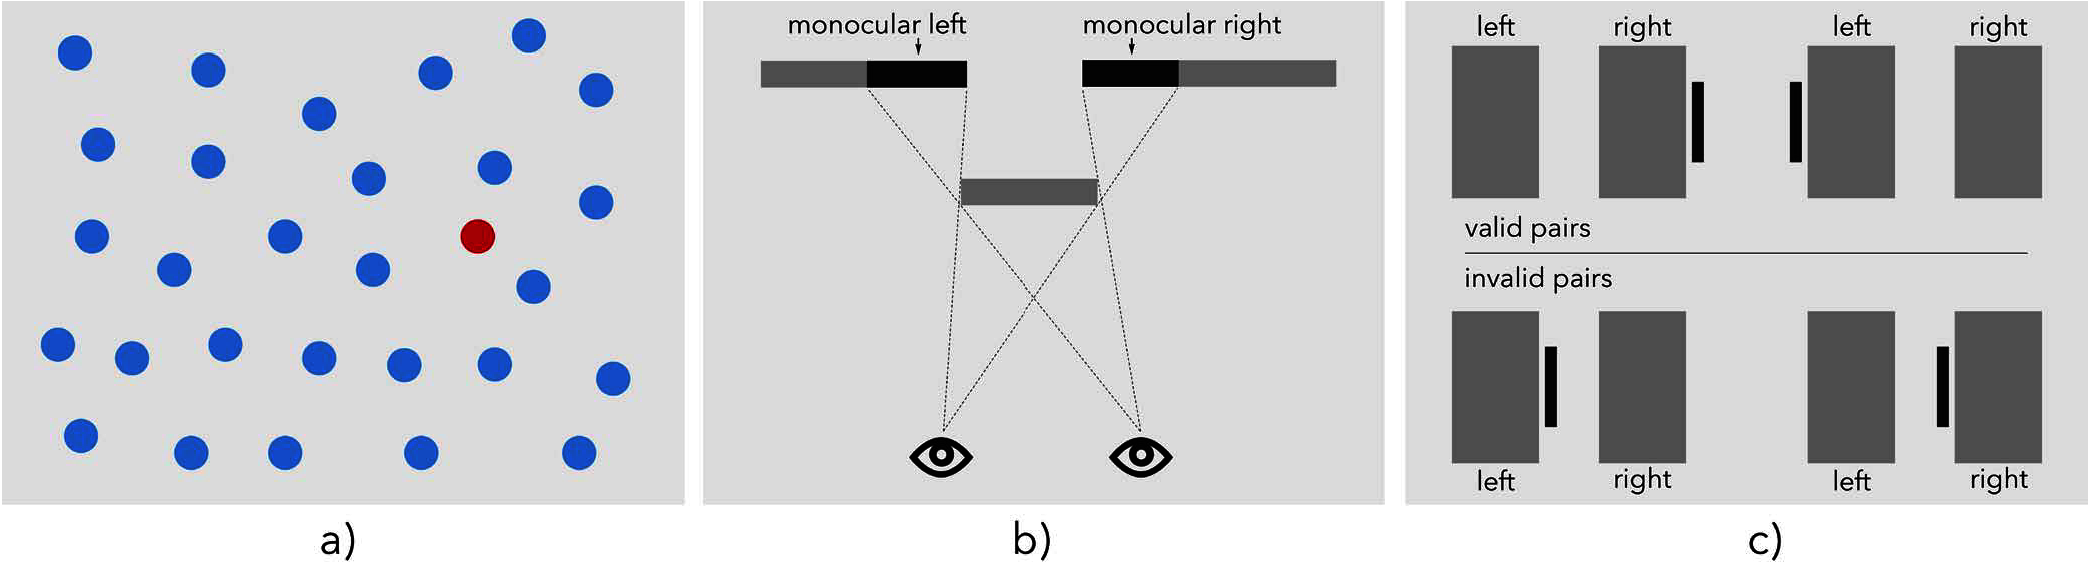 monocular left
monocular right
left
right
left
right
valid pairs
invalid pairs
left
right
left
right
a)
b)
c)